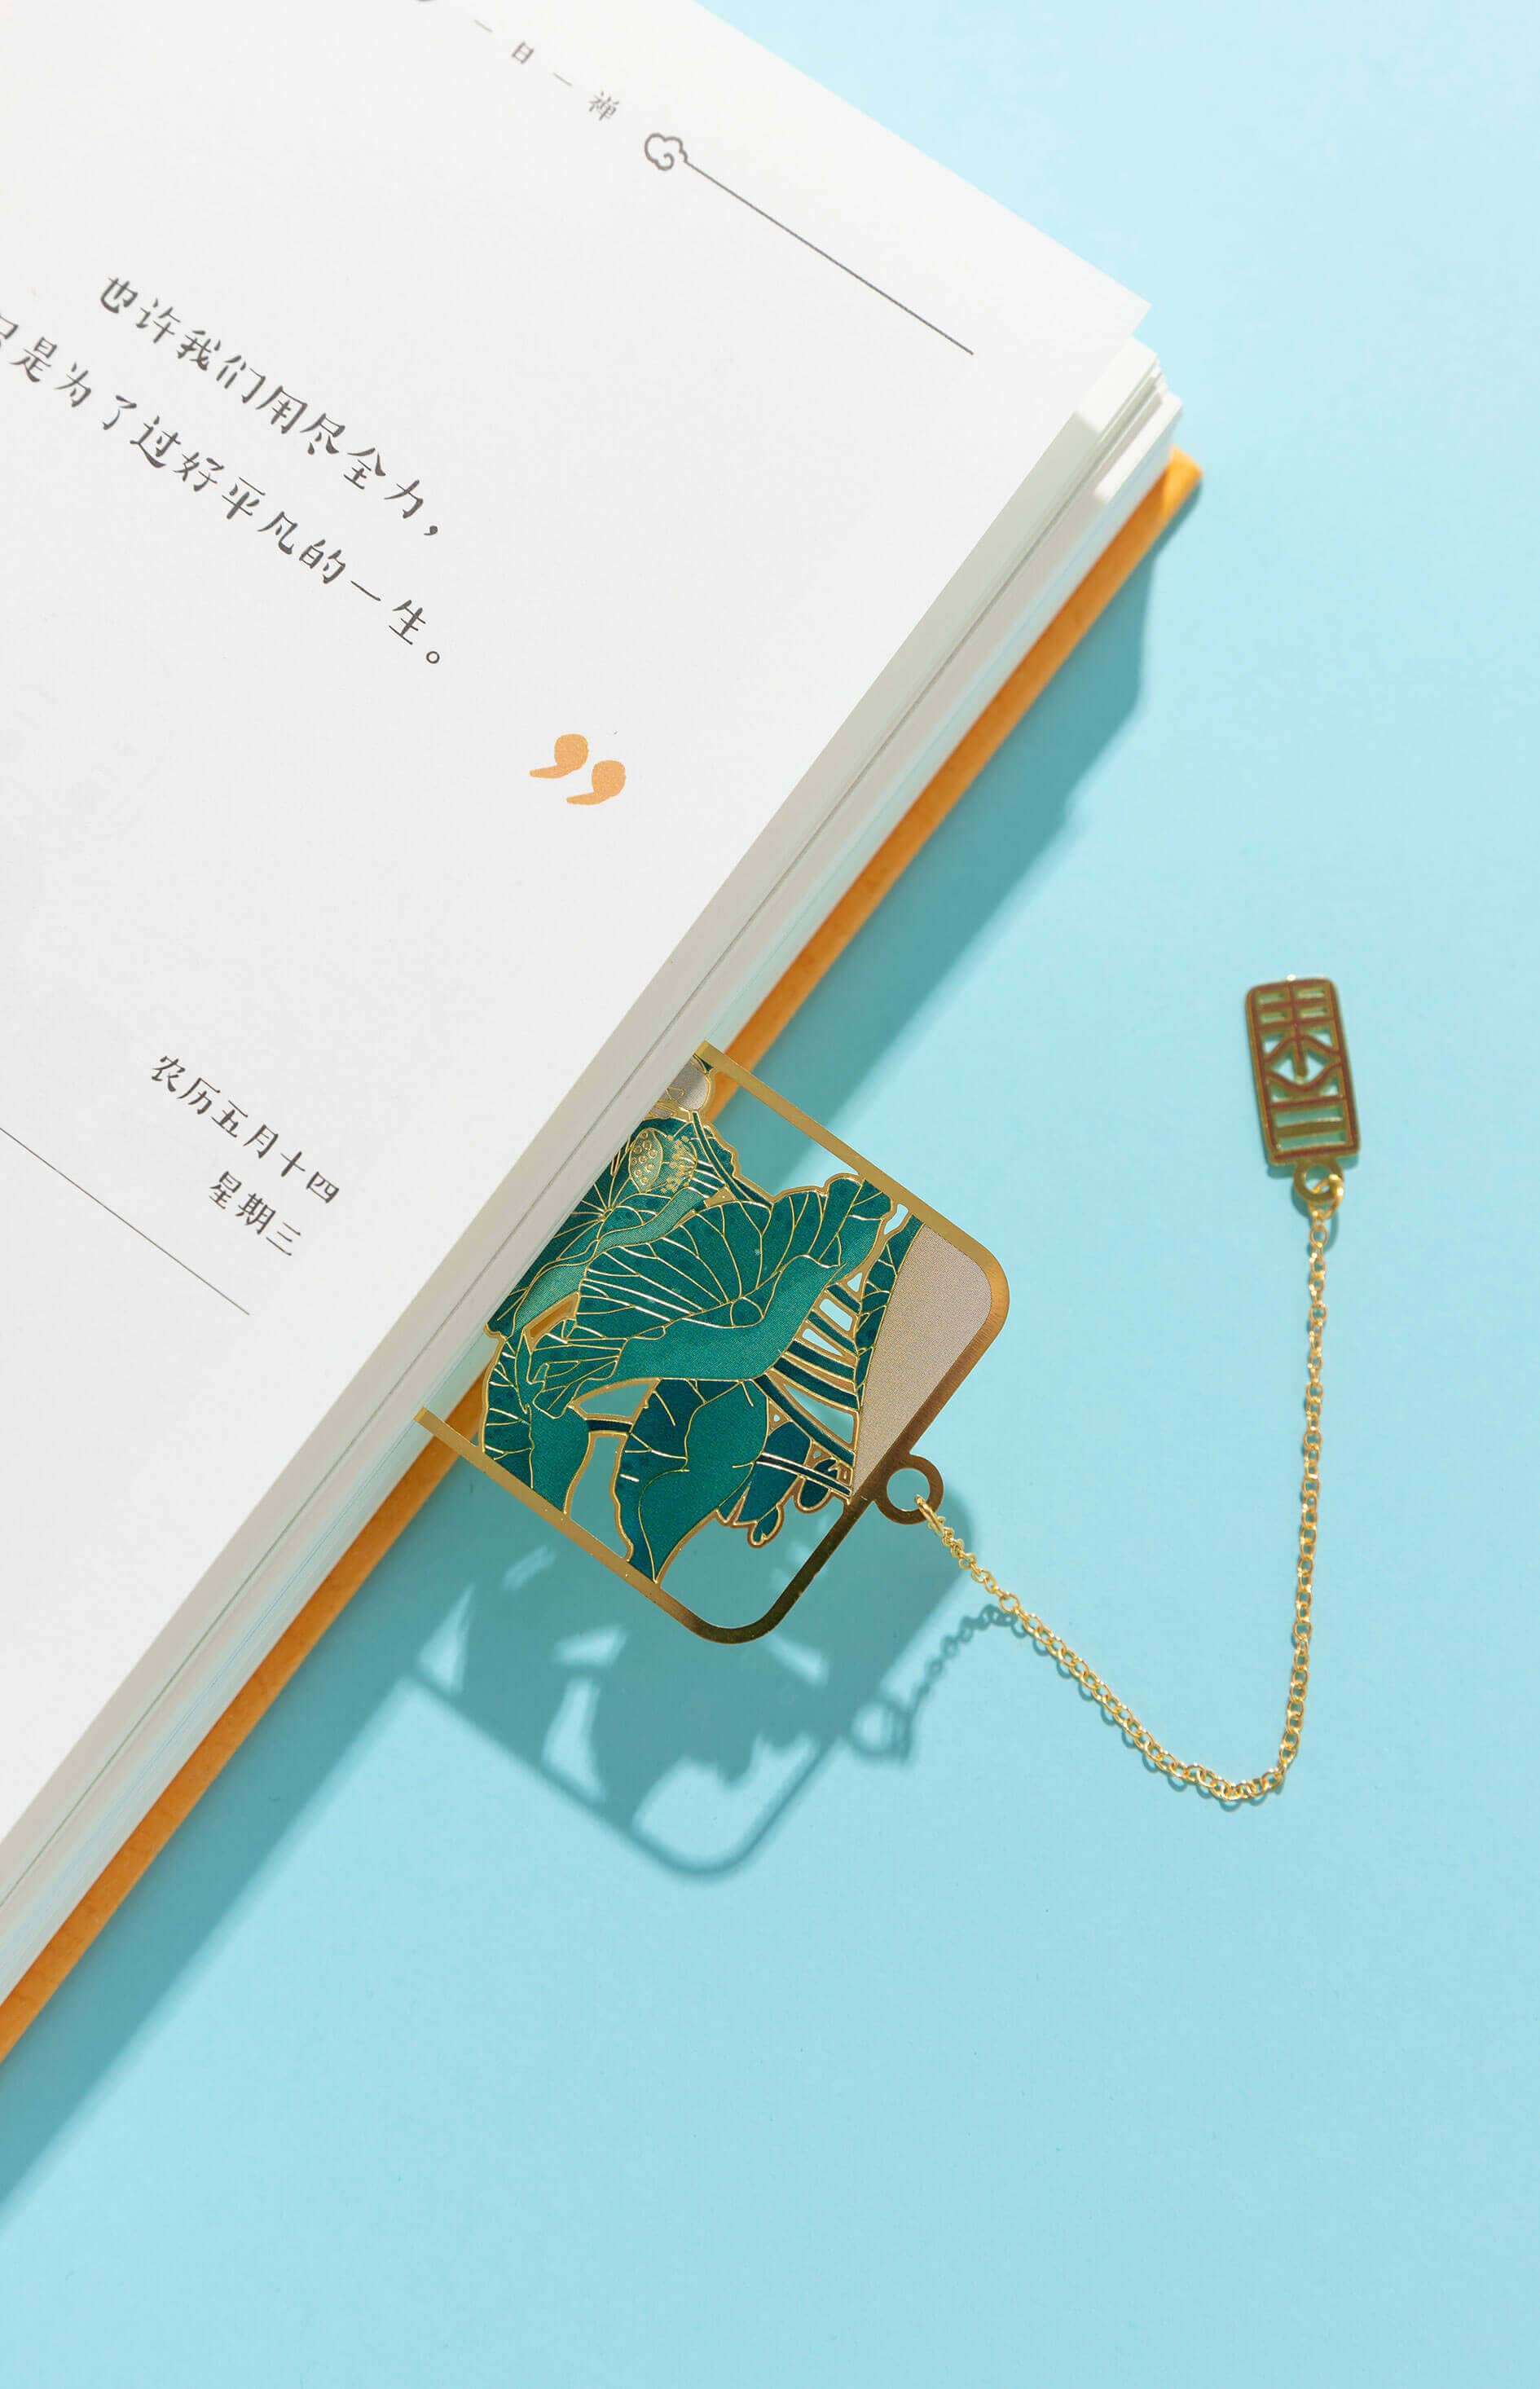 一日一禅
也许我们用尽全力，
是为了过好平凡的一生。
农历五月十四
星期三